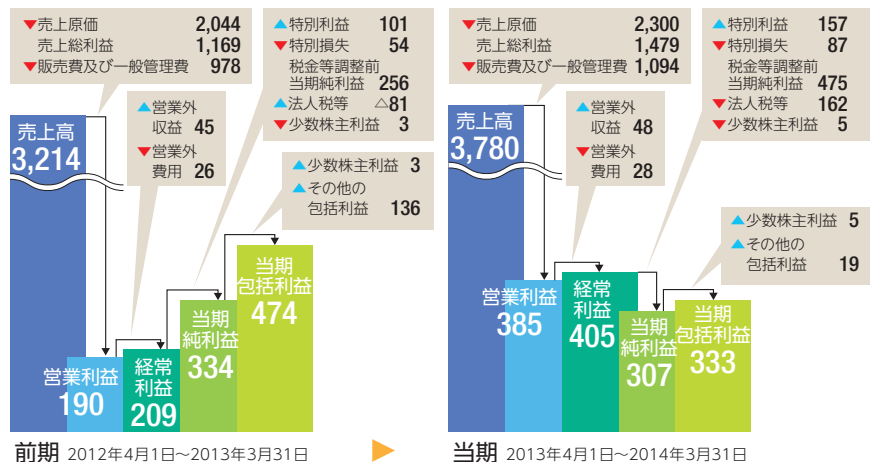 ▼売上原価 2,044
売上総利益 1,169
▼販売費及び一般管理費 978
▲特別利益 101
▼特別損失 54
税金等調整前
当期純利益 256
▲法人税等 △81
▼少数株主利益 3
▲営業外
収益 45
▼営業外
費用 26
▲少数株主利益 3
▲その他の
包括利益 136
売上高
3,214
営業利益
190
経常
利益
209
当期
純利益
334
当期
包括利益
474
前期 2012年4月1日～2013年3月31日
▼売上原価 2,300
売上総利益 1,479
▼販売費及び一般管理費 1,094
▲特別利益 157
▼特別損失 87
税金等調整前
当期純利益 475
▼法人税等 162
▼少数株主利益 5
▲営業外
収益 48
▼営業外
費用 28
▲少数株主利益 5
▲その他の
包括利益 19
売上高
3,780
営業利益
385
経常
利益
405
当期
純利益
307
当期
包括利益
333
当期 2013年4月1日～2014年3月31日